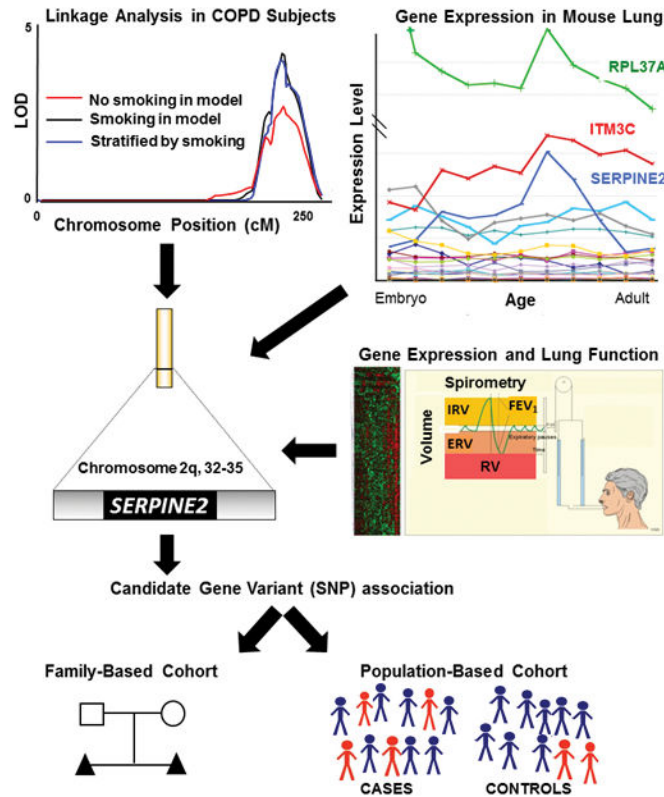 Linkage Analysis in COPD Subjects
5
LOD
0
No smoking in model
Smoking in model
Stratified by smoking
Chromosome Position (cM)
250
Gene Expression in Mouse Lung
Expression Level
RPL37A
ITM3C
SERPINE2
Embryo
Age
Adult
Gene Expression and Lung Function
Spirometry
Volume
IRV
FEV1
ERV
Expiratory pauses
Time
RV
Chromosome 2q, 32-35
SERPINE2
Candidate Gene Variant (SNP) association
Family-Based Cohort
Population-Based Cohort
CASES
CONTROLS